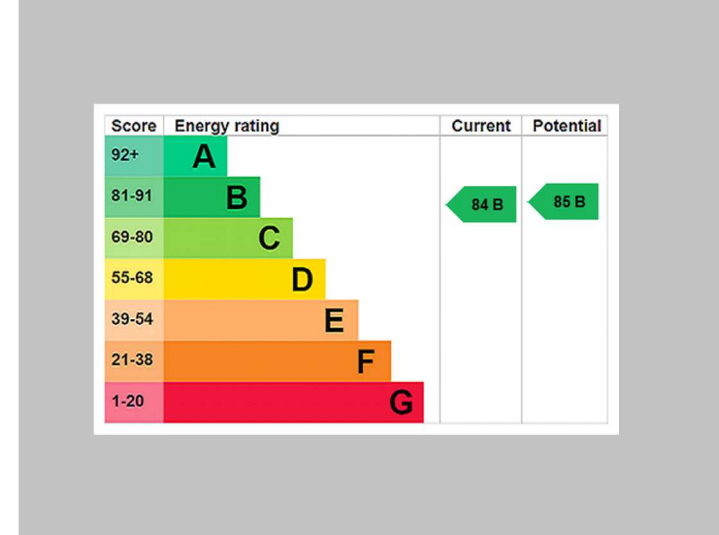 Score Energy rating Current Potential
92+ A
81-91 B 84 B 85 B
69-80 C
55-68 D
39-54 E
21-38 F
1-20 G